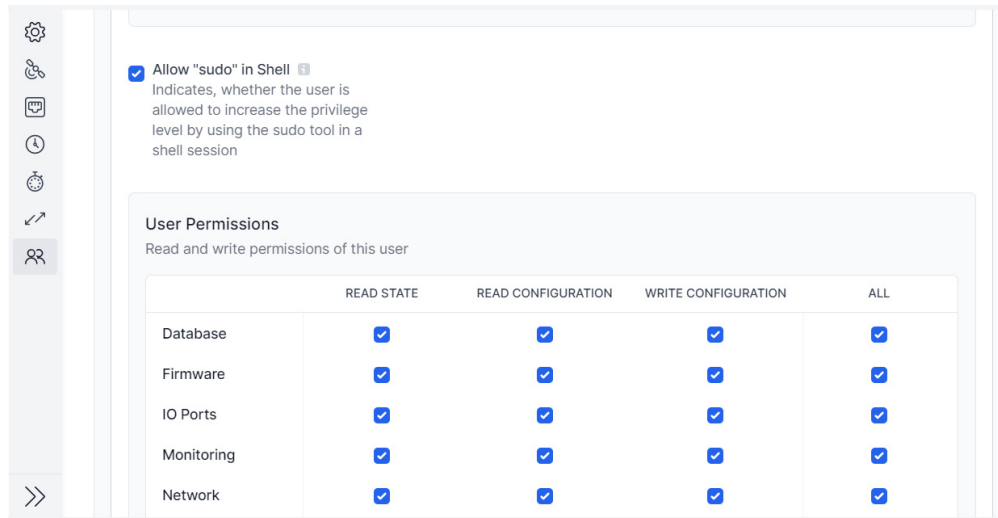 Allow "sudo" in Shell
Indicates, whether the user is
allowed to increase the privilege
level by using the sudo tool in a
shell session
User Permissions
Read and write permissions of this user
READ STATE READ CONFIGURATION WRITE CONFIGURATION ALL
Database
Firmware
IO Ports
Monitoring
Network